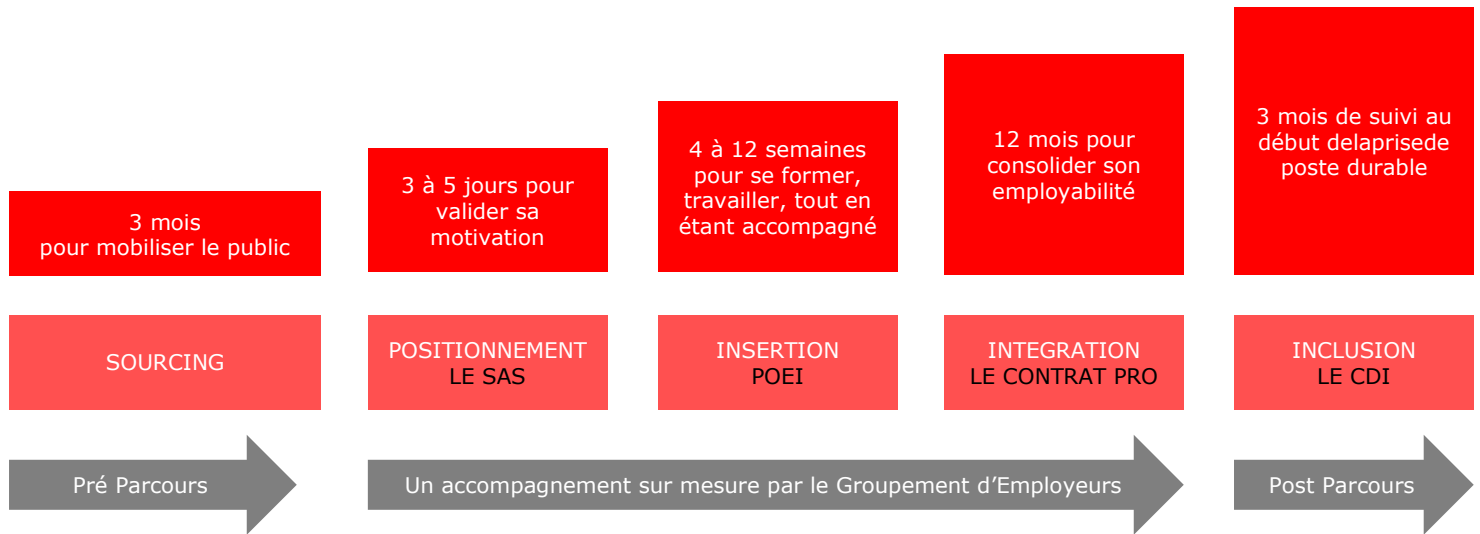 3 mois
pour mobiliser le public
3 à 5 jours pour
valider sa
motivation
4 à 12 semaines
pour se former,
travailler, tout en
étant accompagné
12 mois pour
consolider son
employabilité
3 mois de suivi au
début delaprisede
poste durable
SOURCING
POSITIONNEMENT
LE SAS
INSERTION
POEI
INTEGRATION
LE CONTRAT PRO
INCLUSION
LE CDI
Pré Parcours
Un accompagnement sur mesure par le Groupement d’Employeurs
Post Parcours